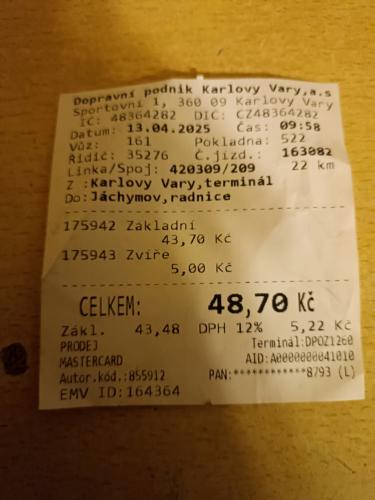 Dopravní podnik Karlovy Vary,a.s
Sportovní 1, 360 09 Karlovy Vary
IČ: 48364282 DIČ: CZ48364282
Datum: 13.04.2025 Čas: 09:58
Vůz: 161 Pokladna: 522
Řidič: 35276 Č.jízd.: 163082
Linka/Spoj: 420309/209 22 km
Z :Karlovy Vary,terminál
Do:Jáchymov,radnice
175942 Základní
43,70 Kč
175943 Zvíře
5,00 Kč
CELKEM: 48,70 Kč
Zákl. 43,48 DPH 12% 5,22 Kč
PRODEJ Terminál:DPOZ1260
MASTERCARD AID:A0000000041010
Autor.kód.:855912 PAN:************8793 (L)
EMV ID:164364